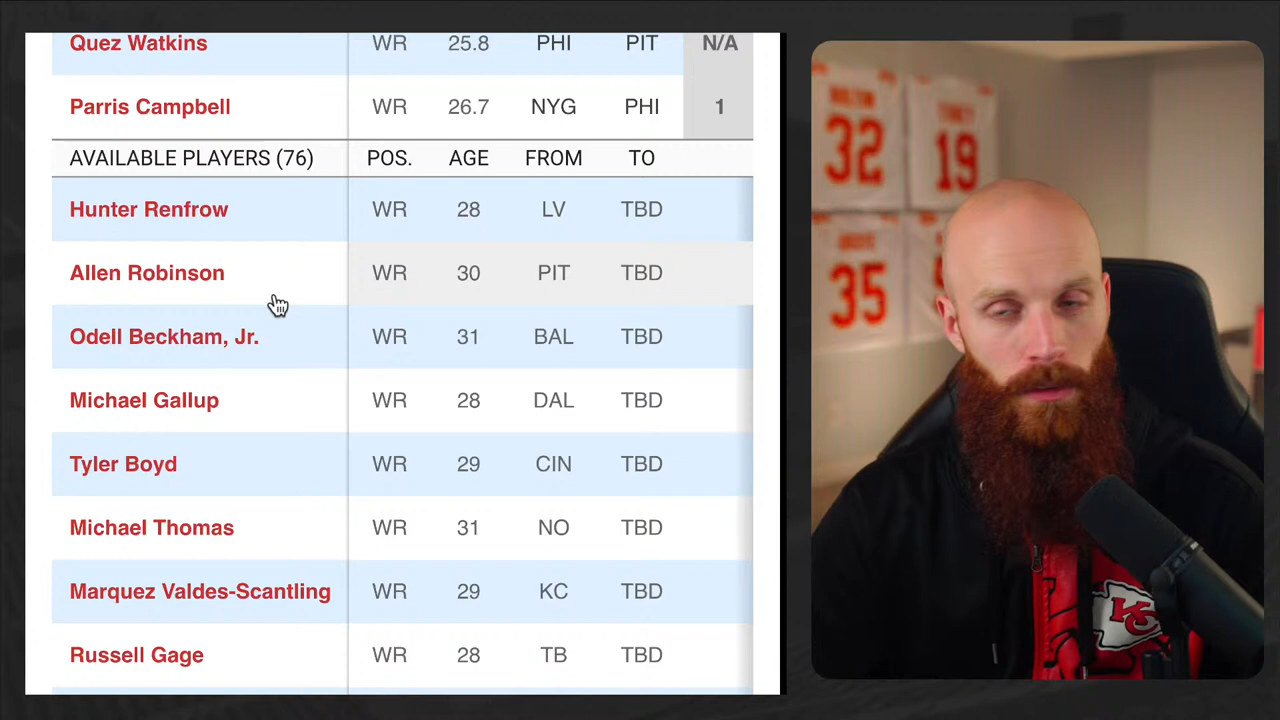 Quez Watkins WR 25.8 PHI PIT N/A
Parris Campbell WR 26.7 NYG PHI 1
AVAILABLE PLAYERS (76) POS. AGE FROM TO
Hunter Renfrow WR 28 LV TBD
Allen Robinson WR 30 PIT TBD
Odell Beckham, Jr. WR 31 BAL TBD
Michael Gallup WR 28 DAL TBD
Tyler Boyd WR 29 CIN TBD
Michael Thomas WR 31 NO TBD
Marquez Valdes-Scantling WR 29 KC TBD
Russell Gage WR 28 TB TBD
32
19
35
KC